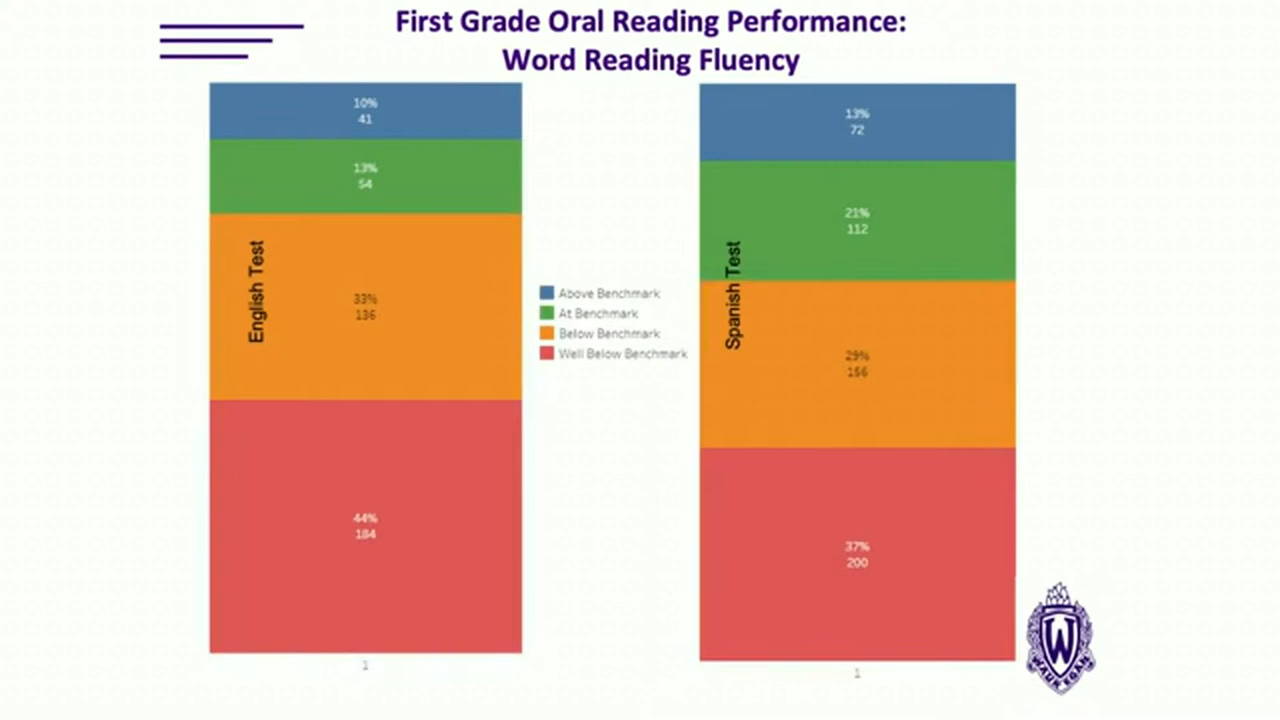 First Grade Oral Reading Performance:
Word Reading Fluency
10%
41
13%
54
English Test
33%
136
44%
184
1
Above Benchmark
At Benchmark
Below Benchmark
Well Below Benchmark
13%
72
21%
112
Spanish Test
29%
156
37%
200
1
W
WAUKEGAN